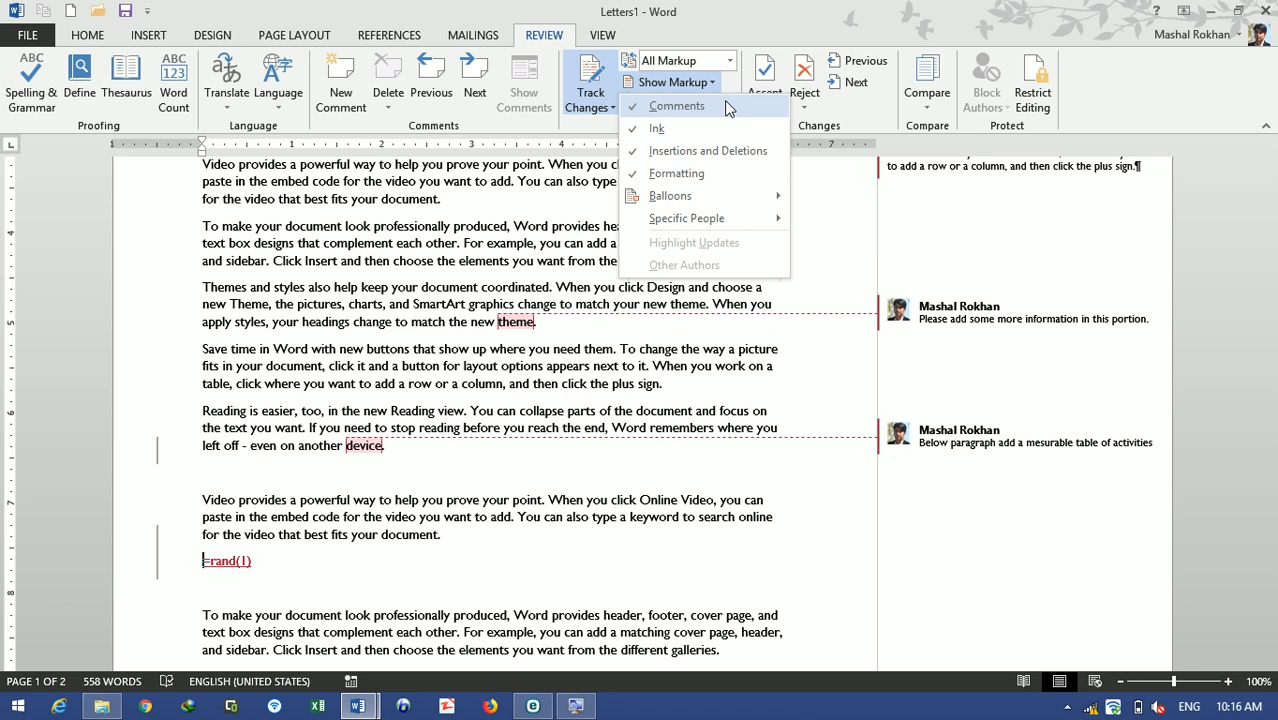 Letters1 - Word
Mashal Rokhan
FILE HOME INSERT DESIGN PAGE LAYOUT REFERENCES MAILINGS REVIEW VIEW
ABC Spelling & Grammar
Define
Thesaurus
ABC 123 Word Count
Proofing
Translate
Language
Language
New Comment
Delete
Previous
Next
Show Comments
Comments
Track Changes
All Markup
Show Markup
Comments
Ink
Insertions and Deletions
Formatting
Balloons
Specific People
Highlight Updates
Other Authors
Accept
Reject
Previous
Next
Changes
Compare
Compare
Block Authors
Restrict Editing
Protect
Video provides a powerful way to help you prove your point. When you cl
paste in the embed code for the video you want to add. You can also type
for the video that best fits your document.
To make your document look professionally produced, Word provides hea
text box designs that complement each other. For example, you can add a
and sidebar. Click Insert and then choose the elements you want from the
Themes and styles also help keep your document coordinated. When you click Design and choose a
new Theme, the pictures, charts, and SmartArt graphics change to match your new theme. When you
apply styles, your headings change to match the new theme.
Save time in Word with new buttons that show up where you need them. To change the way a picture
fits in your document, click it and a button for layout options appears next to it. When you work on a
table, click where you want to add a row or a column, and then click the plus sign.
Reading is easier, too, in the new Reading view. You can collapse parts of the document and focus on
the text you want. If you need to stop reading before you reach the end, Word remembers where you
left off - even on another device.
Video provides a powerful way to help you prove your point. When you click Online Video, you can
paste in the embed code for the video you want to add. You can also type a keyword to search online
for the video that best fits your document.
=rand(1)
To make your document look professionally produced, Word provides header, footer, cover page, and
text box designs that complement each other. For example, you can add a matching cover page, header,
and sidebar. Click Insert and then choose the elements you want from the different galleries.
to add a row or a column, and then click the plus sign.¶
Mashal Rokhan
Please add some more information in this portion.
Mashal Rokhan
Below paragraph add a mesurable table of activities
PAGE 1 OF 2 558 WORDS ENGLISH (UNITED STATES) 100%
ENG 10:16 AM